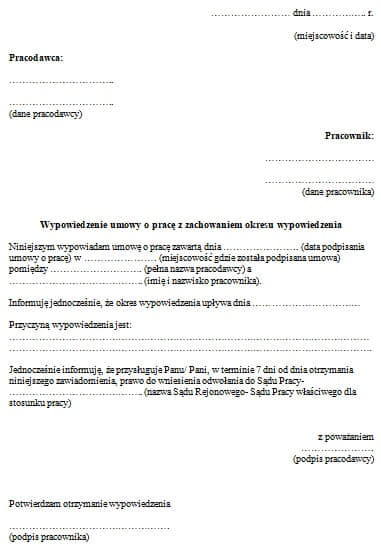 ……………………… dnia ……………… r.
(miejscowość i data)
Pracodawca:
……………………………..
……………………………..
(dane pracodawcy)
Pracownik:
………………………………
………………………………
(dane pracownika)
Wypowiedzenie umowy o pracę z zachowaniem okresu wypowiedzenia
Niniejszym wypowiadam umowę o pracę zawartą dnia ……………………. (data podpisania
umowy o pracę) w …………………… (miejscowość gdzie została podpisana umowa)
pomiędzy ………………………… (pełna nazwa pracodawcy) a
…………………………………….. (imię i nazwisko pracownika).
Informuję jednocześnie, że okres wypowiedzenia upływa dnia ………………………………
Przyczyną wypowiedzenia jest:
…………………………………………………………………………………………………………
…………………………………………………………………………………………………………
Jednocześnie informuję, że przysługuje Panu/ Pani, w terminie 7 dni od dnia otrzymania
niniejszego zawiadomienia, prawo do wniesienia odwołania do Sądu Pracy-
…………………………………….. (nazwa Sądu Rejonowego- Sądu Pracy właściwego dla
stosunku pracy)
z poważaniem
……………………
(podpis pracodawcy)
Potwierdzam otrzymanie wypowiedzenia
………………………………………………
(podpis pracownika)